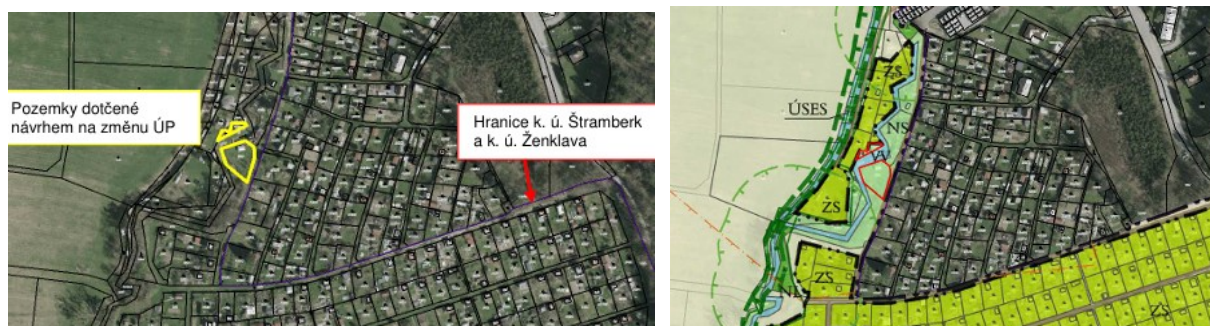 Pozemky dotčené
návrhem na změnu ÚP
Hranice k. ú. Štramberk
a k. ú. Ženklava
ZS
ÚSES
NS
ZS
ZS
ZS